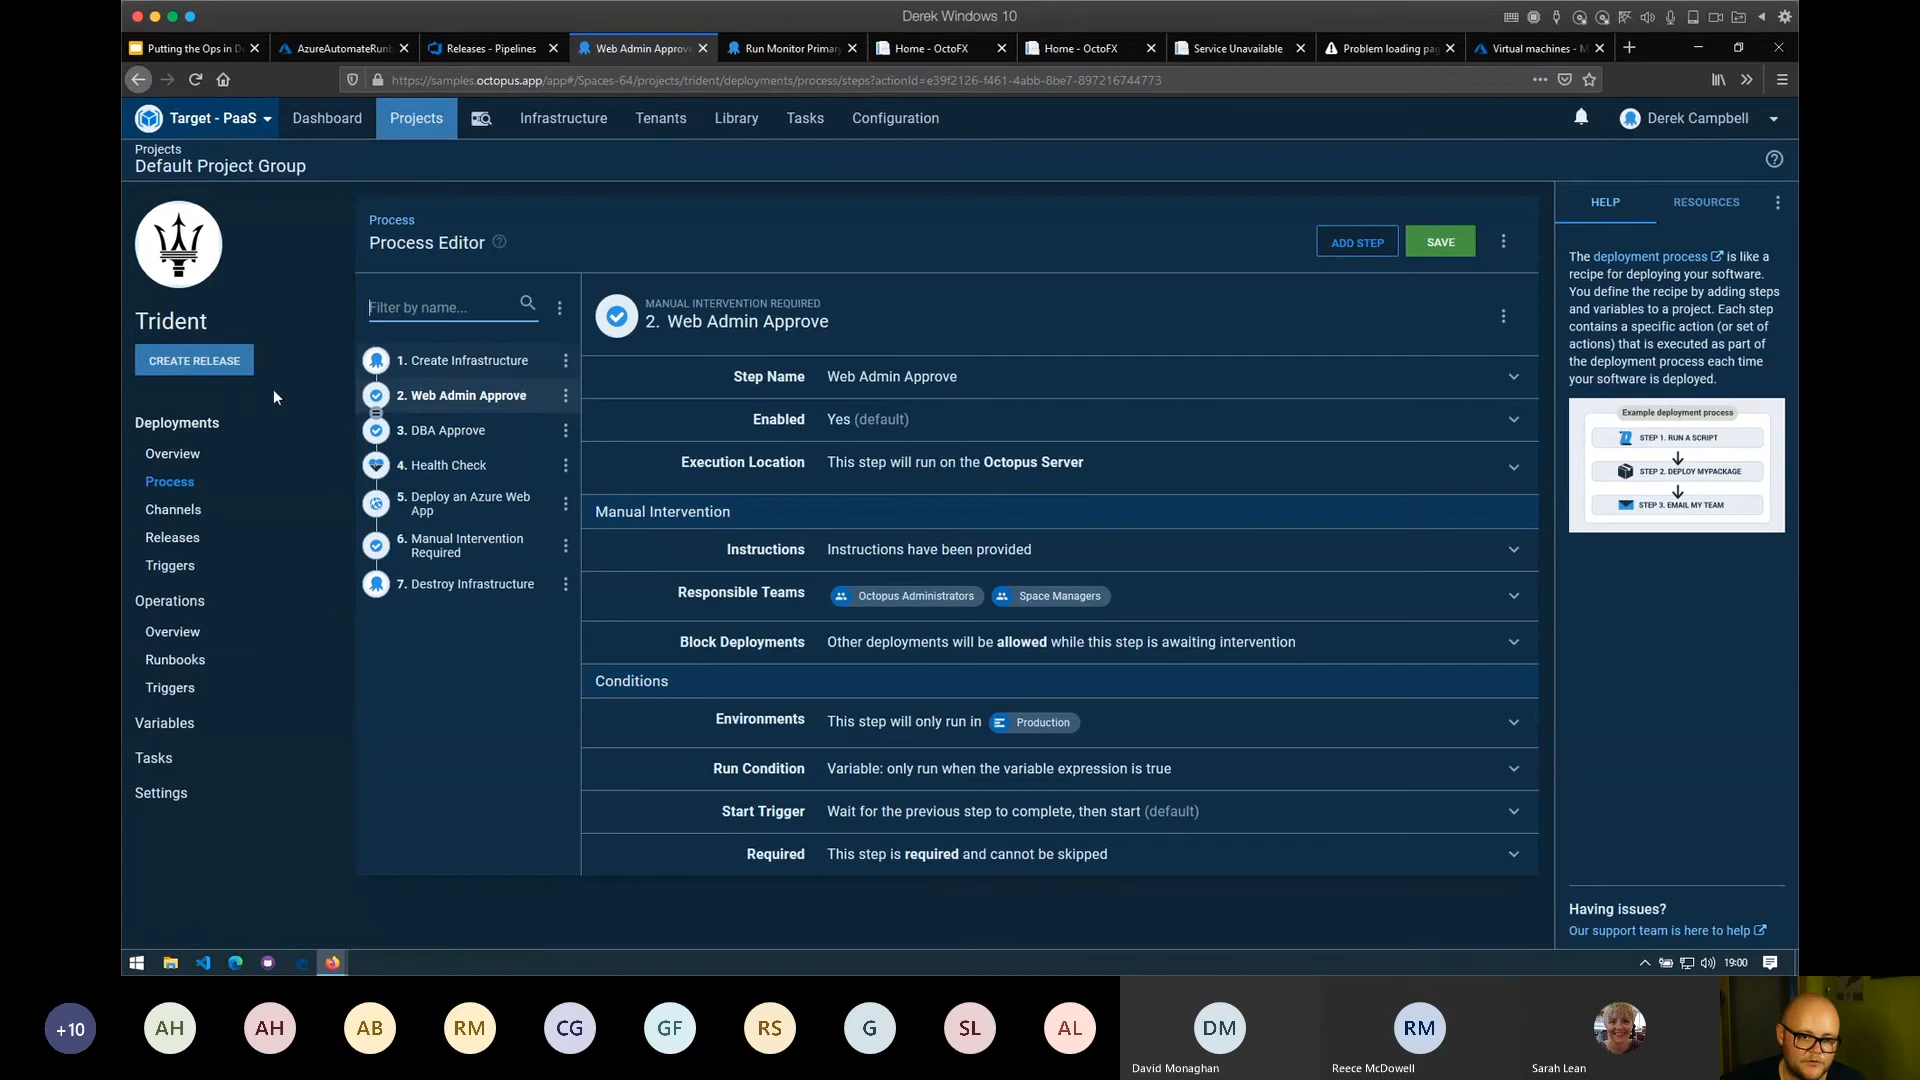 Derek Windows 10
Putting the Ops in D
AzureAutomateRunb
Releases - Pipelines
Web Admin Approve
Run Monitor Primary
Home - OctoFX
Home - OctoFX
Service Unavailable
Problem loading pag
Virtual machines - M
https://samples.octopus.app/app#/Spaces-64/projects/trident/deployments/process/steps?actionId=e39f2126-f461-4abb-8be7-897216744773
Target - PaaS
Dashboard
Projects
Infrastructure
Tenants
Library
Tasks
Configuration
Derek Campbell
Projects
Default Project Group
Trident
CREATE RELEASE
Deployments
Overview
Process
Channels
Releases
Triggers
Operations
Overview
Runbooks
Triggers
Variables
Tasks
Settings
Process
Process Editor
ADD STEP
SAVE
Filter by name...
1. Create Infrastructure
2. Web Admin Approve
3. DBA Approve
4. Health Check
5. Deploy an Azure Web
App
6. Manual Intervention
Required
7. Destroy Infrastructure
MANUAL INTERVENTION REQUIRED
2. Web Admin Approve
Step Name Web Admin Approve
Enabled Yes (default)
Execution Location This step will run on the Octopus Server
Manual Intervention
Instructions Instructions have been provided
Responsible Teams Octopus Administrators Space Managers
Block Deployments Other deployments will be allowed while this step is awaiting intervention
Conditions
Environments This step will only run in Production
Run Condition Variable: only run when the variable expression is true
Start Trigger Wait for the previous step to complete, then start (default)
Required This step is required and cannot be skipped
HELP
RESOURCES
The deployment process is like a
recipe for deploying your software.
You define the recipe by adding steps
and variables to a project. Each step
contains a specific action (or set of
actions) that is executed as part of
the deployment process each time
your software is deployed.
Example deployment process
STEP 1. RUN A SCRIPT
STEP 2. DEPLOY MYPACKAGE
STEP 3. EMAIL MY TEAM
Having issues?
Our support team is here to help
19:00
+10
AH
AH
AB
RM
CG
GF
RS
G
SL
AL
DM
RM
David Monaghan
Reece McDowell
Sarah Lean